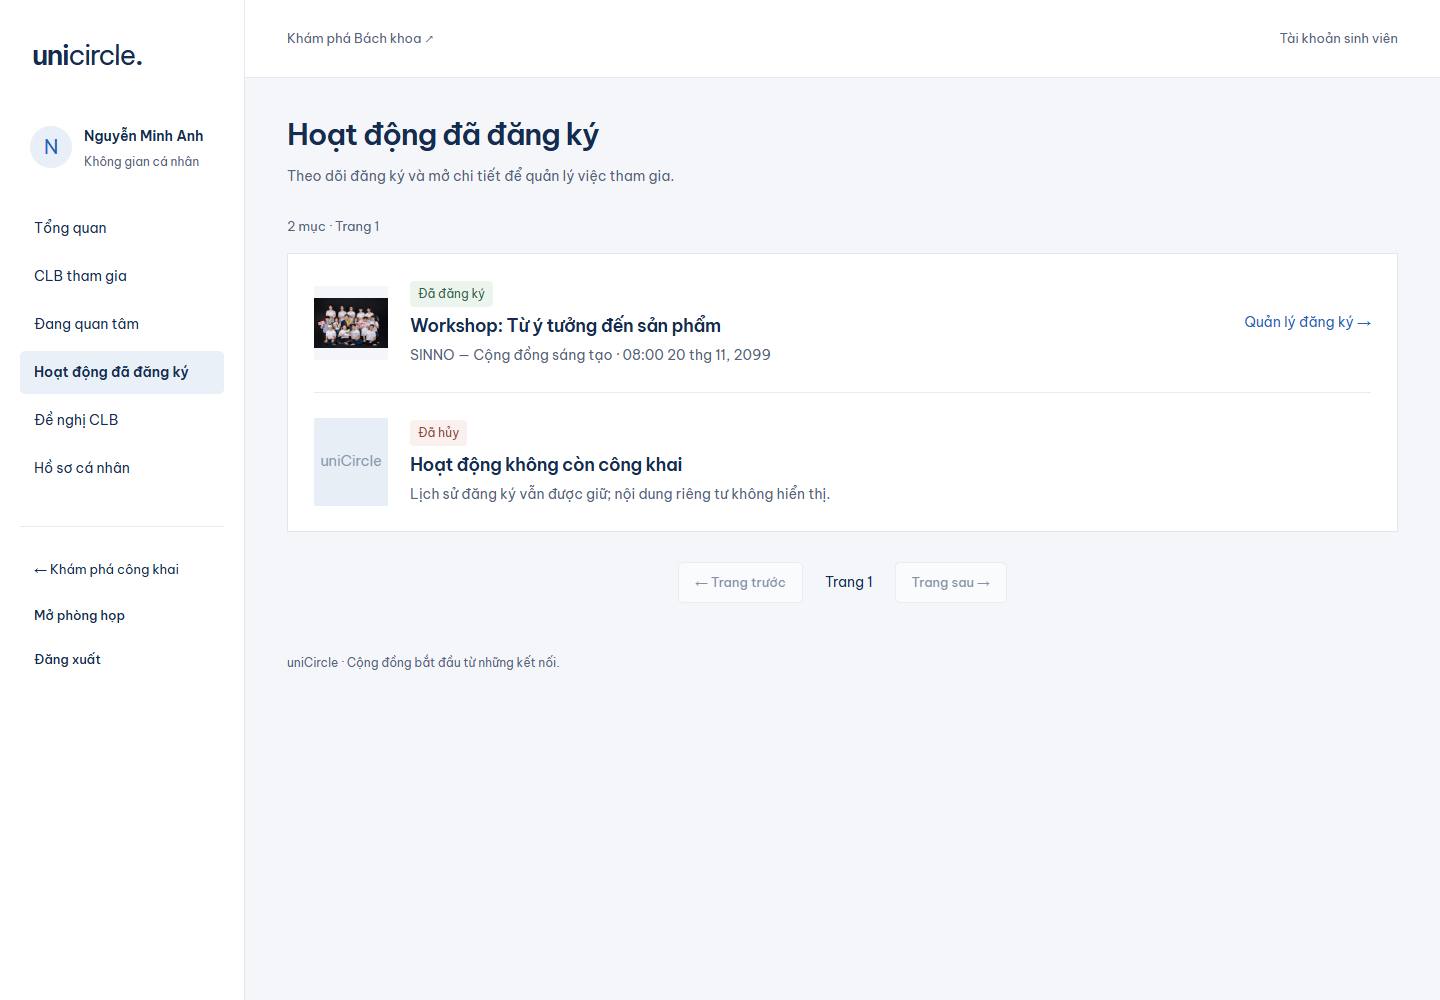 unicircle.
Khám phá Bách khoa ↗
Tài khoản sinh viên
N
Nguyễn Minh Anh
Không gian cá nhân
Tổng quan
CLB tham gia
Đang quan tâm
Hoạt động đã đăng ký
Đề nghị CLB
Hồ sơ cá nhân
← Khám phá công khai
Mở phòng họp
Đăng xuất
Hoạt động đã đăng ký
Theo dõi đăng ký và mở chi tiết để quản lý việc tham gia.
2 mục · Trang 1
Đã đăng ký
Workshop: Từ ý tưởng đến sản phẩm
SINNO — Cộng đồng sáng tạo · 08:00 20 thg 11, 2099
Quản lý đăng ký →
uniCircle
Đã hủy
Hoạt động không còn công khai
Lịch sử đăng ký vẫn được giữ; nội dung riêng tư không hiển thị.
← Trang trước
Trang 1
Trang sau →
uniCircle · Cộng đồng bắt đầu từ những kết nối.